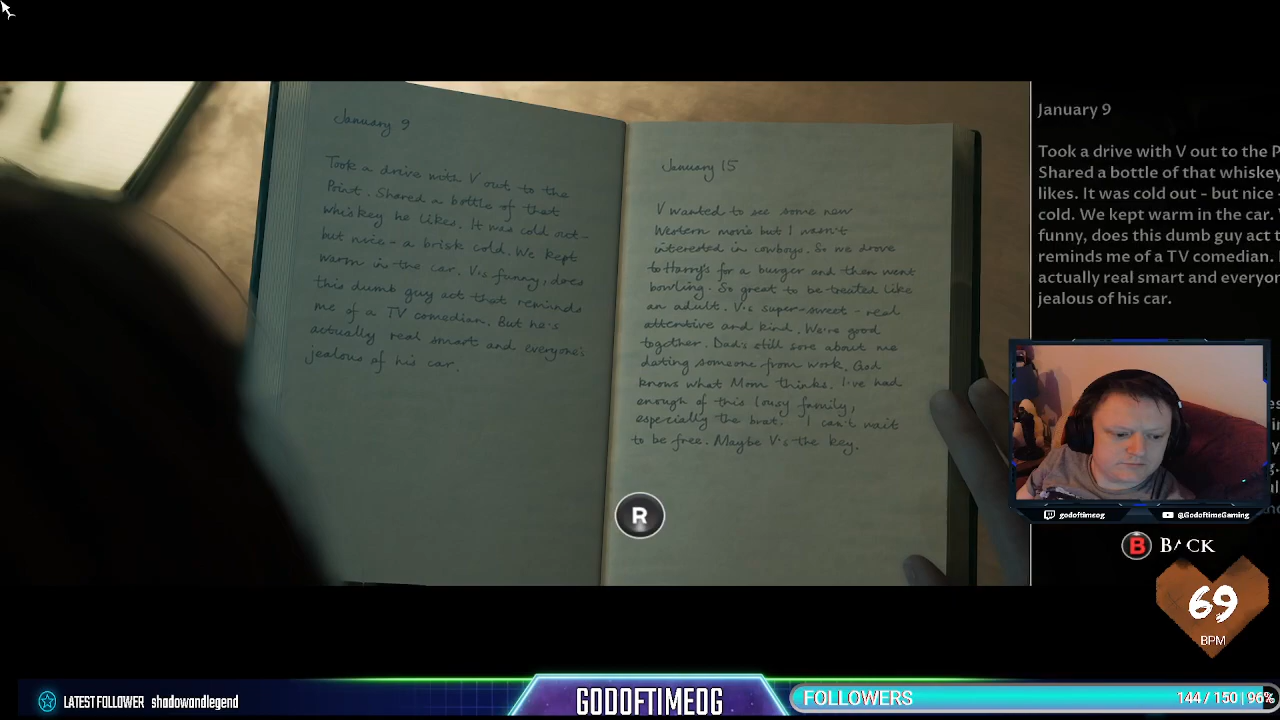 January 9
Took a drive with V out to the
Point. Shared a bottle of that
whiskey he likes. It was cold out -
but nice - a brisk cold. We kept
warm in the car. V's funny, does
this dumb guy act that reminds
me of a TV comedian. But he's
actually real smart and everyone's
jealous of his car.
January 15
V wanted to see some new
Western movie but I wasn't
interested in cowboys. So we drove
to Harry's for a burger and then went
bowling. So great to be treated like
an adult. V's super-sweet - real
attentive and kind. We're good
together. Dad's still sore about me
dating someone from work. God
knows what Mom thinks. I've had
enough of this lousy family,
especially the brat. I can't wait
to be free. Maybe V's the key.
R
January 9
Took a drive with V out to the P
Shared a bottle of that whiskey
likes. It was cold out - but nice -
cold. We kept warm in the car.
funny, does this dumb guy act t
reminds me of a TV comedian.
actually real smart and everyon
jealous of his car.
godoftimeog
@GodoftimeGaming
B BACK
69
BPM
LATEST FOLLOWER shadowandlegend
GODOFTIMEOG
FOLLOWERS
144 / 150 | 96%